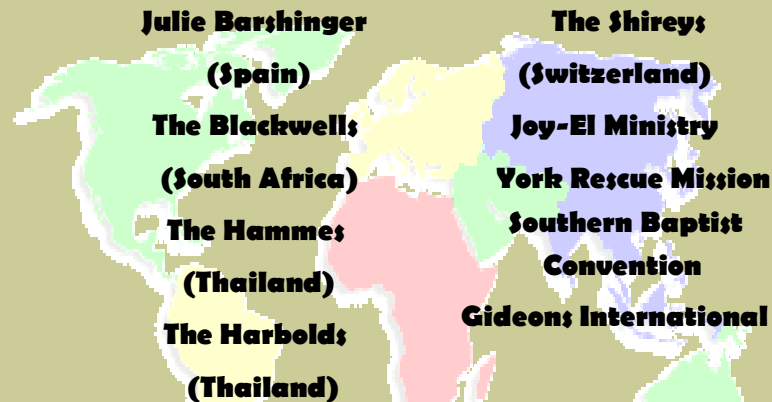 Julie Barshinger
(Spain)
The Blackwells
(South Africa)
The Hammes
(Thailand)
The Harbolds
(Thailand)
The Shireys
(Switzerland)
Joy-El Ministry
York Rescue Mission
Southern Baptist
Convention
Gideons International